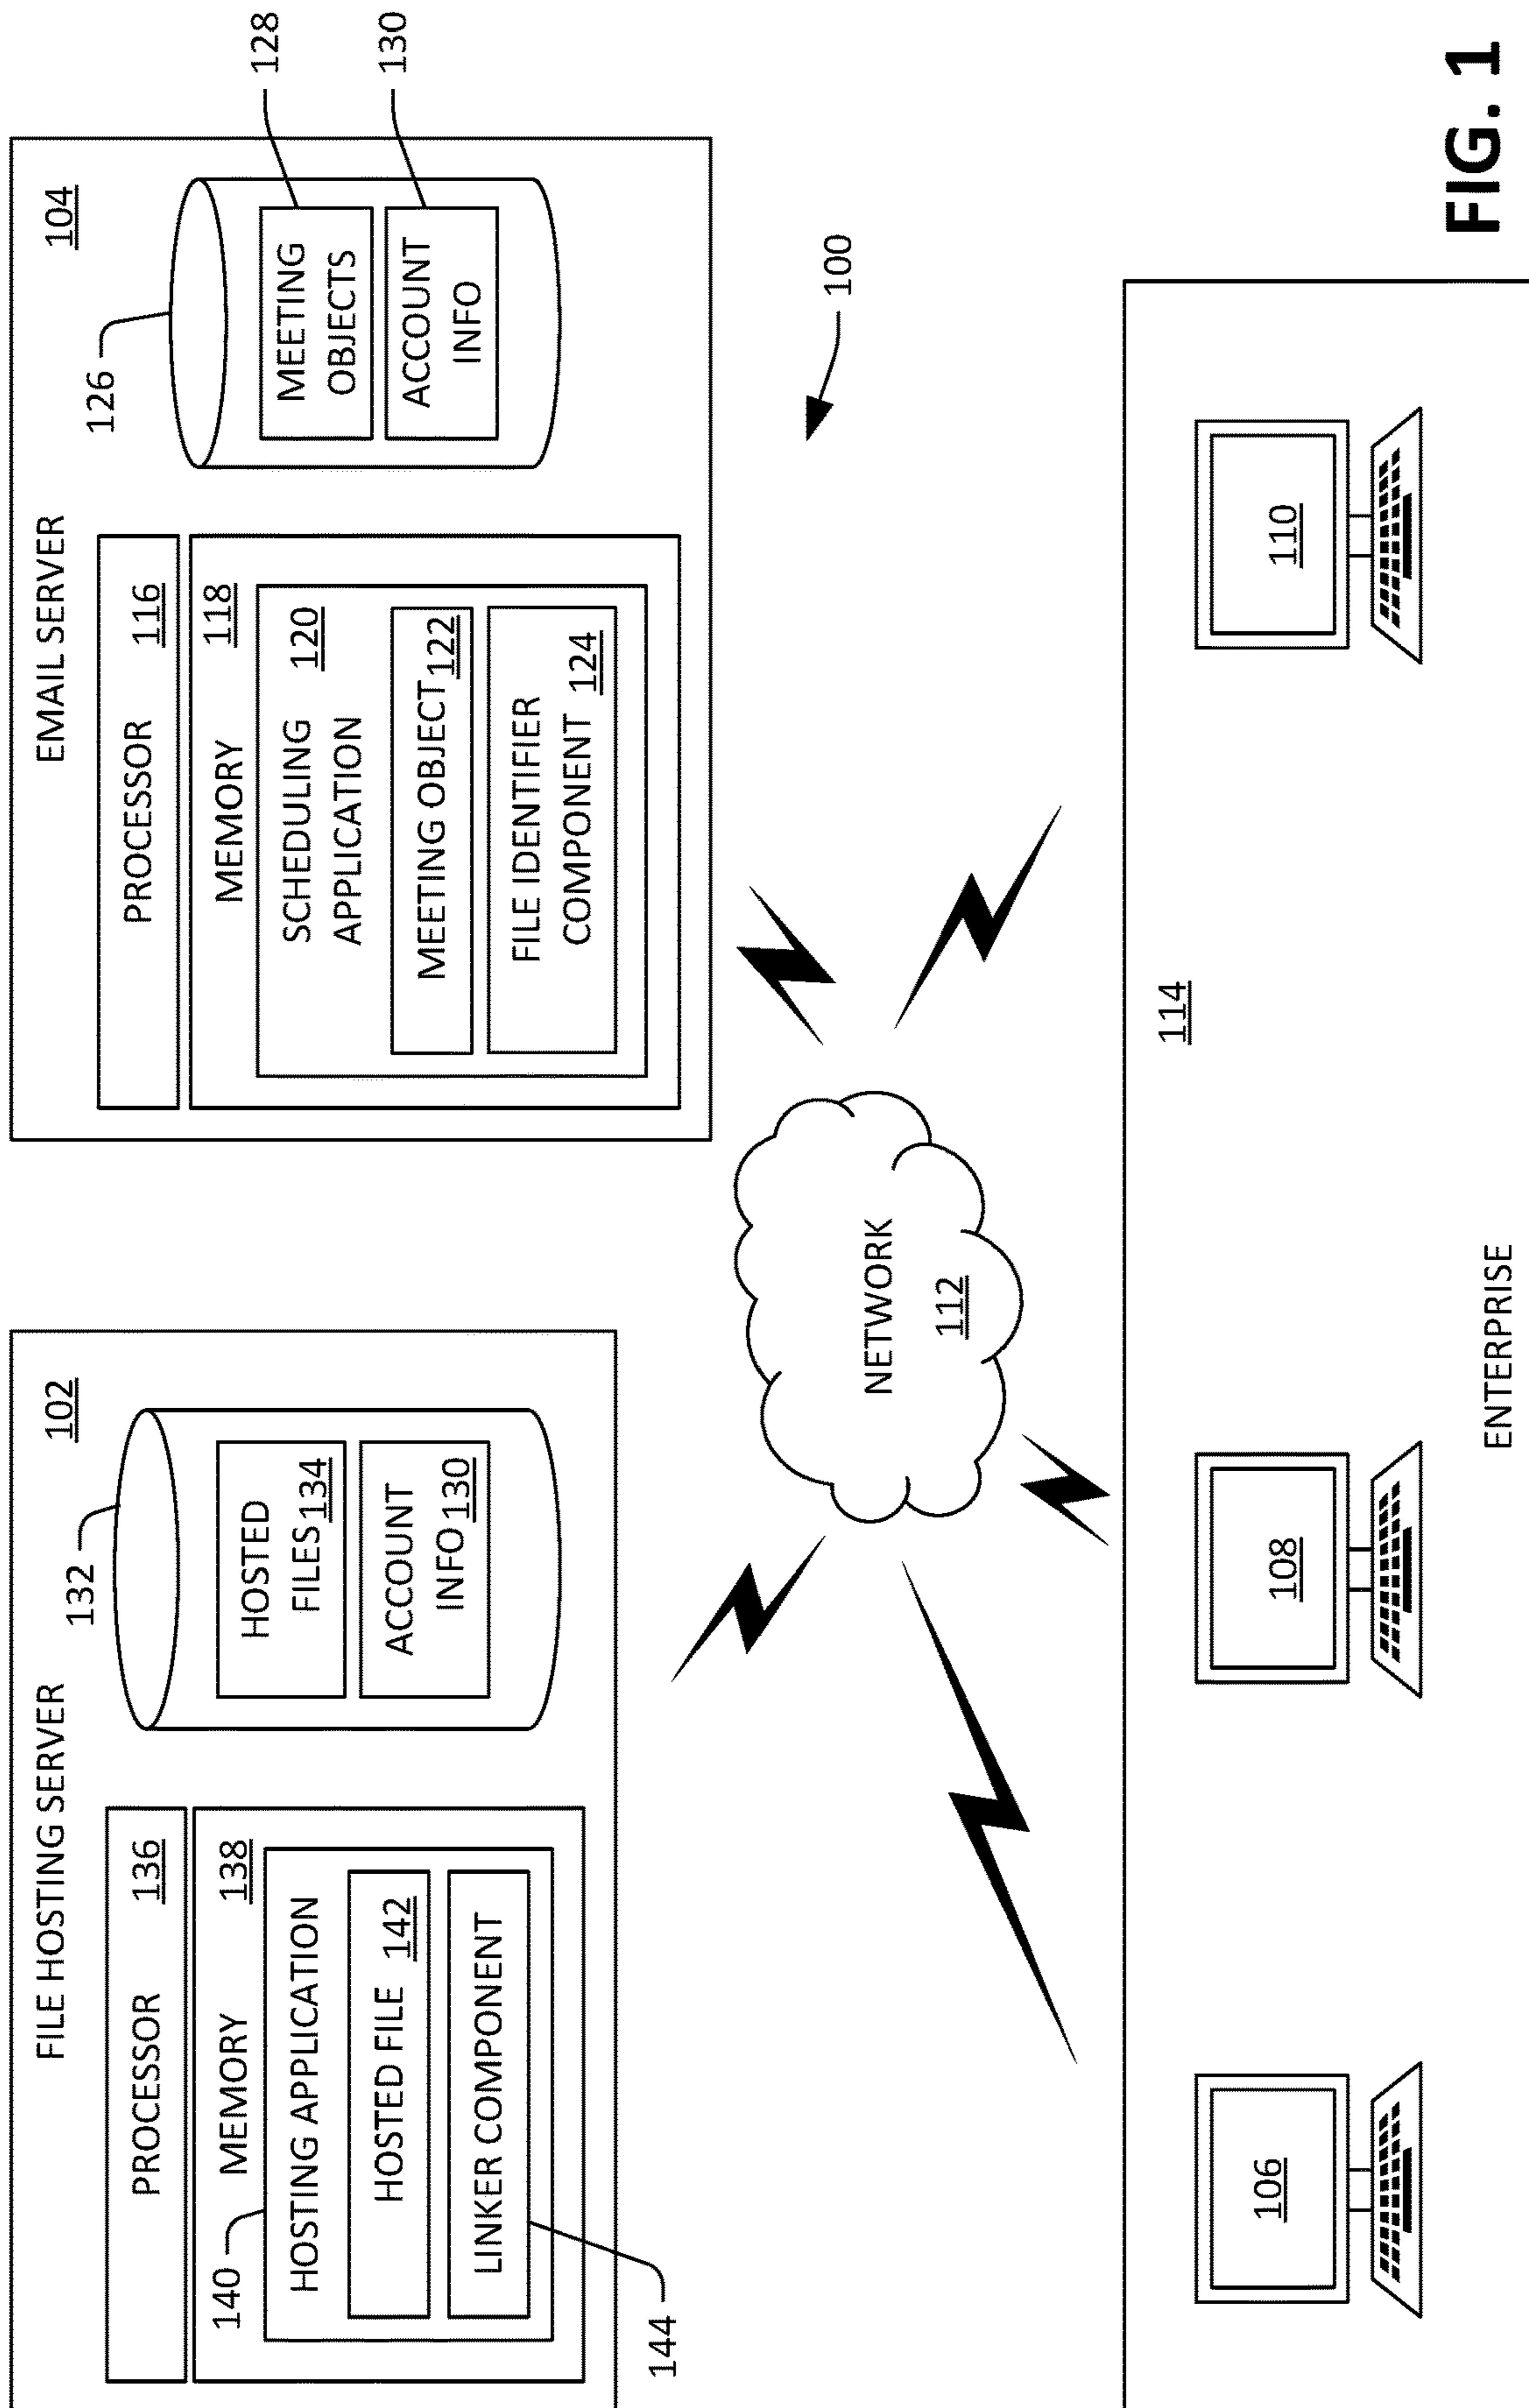 FILE HOSTING SERVER
102
PROCESSOR 136
MEMORY 138
140
HOSTING APPLICATION
HOSTED FILE 142
LINKER COMPONENT
144
132
HOSTED
FILES 134
ACCOUNT
INFO 130
EMAIL SERVER
104
PROCESSOR 116
MEMORY 118
SCHEDULING 120
APPLICATION
MEETING OBJECT 122
FILE IDENTIFIER
COMPONENT 124
126
MEETING
OBJECTS
128
ACCOUNT
INFO
130
100
NETWORK
112
114
106
108
110
ENTERPRISE
FIG. 1